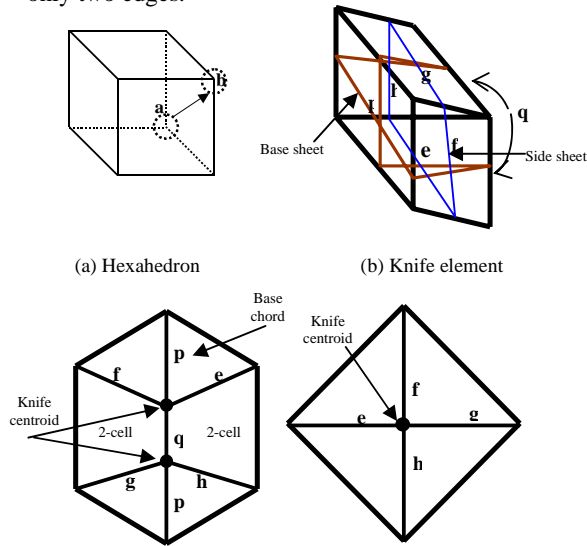 only two edges.
b
a
g
h
q
Base sheet
e
f
Side sheet
(a) Hexahedron
(b) Knife element
Base
chord
Knife
centroid
p
f
e
f
Knife
centroid
2-cell
2-cell
e
g
q
g
h
h
p